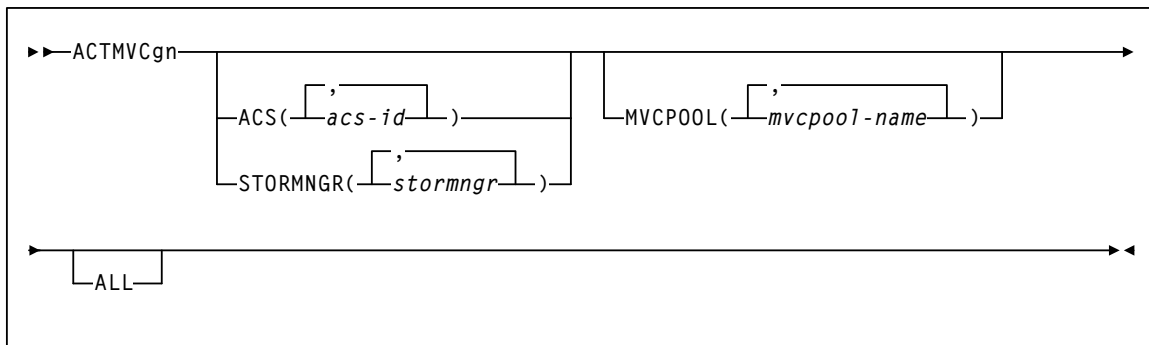 ACTMVCgn
,
ACS( acs-id )
,
MVCPOOL( mvcpool-name )
,
STORMNGR( stormngr )
ALL